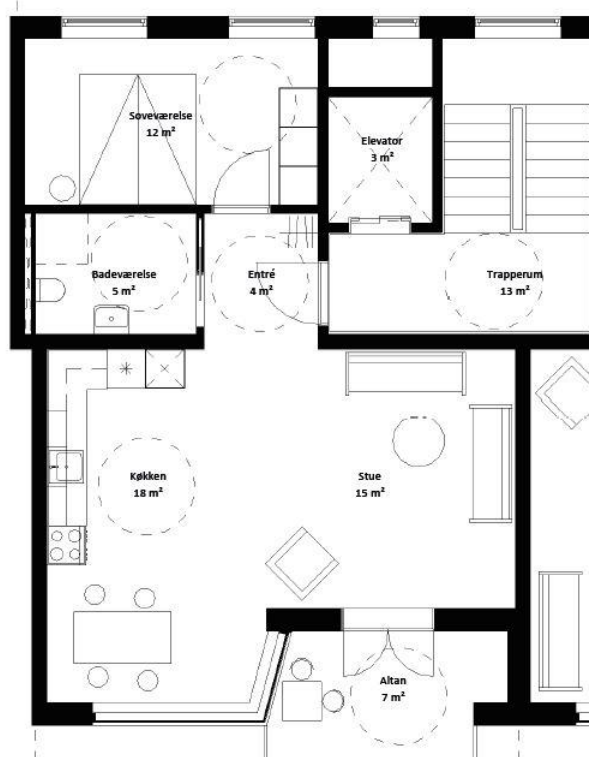 Soveværelse
12 m²
Elevator
3 m²
Badeværelse
5 m²
Entré
4 m²
Trapperum
13 m²
Køkken
18 m²
Stue
15 m²
Altan
7 m²